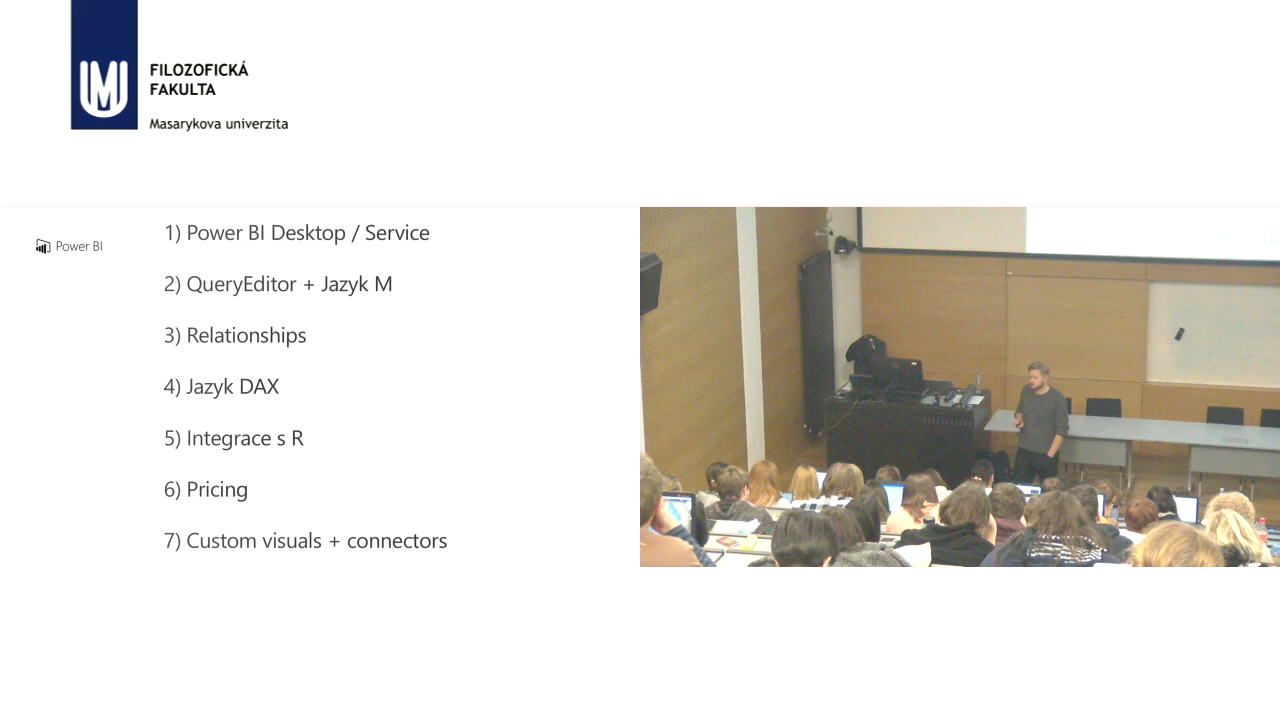 FILOZOFICKÁ
FAKULTA
Masarykova univerzita
Power BI
1) Power BI Desktop / Service
2) QueryEditor + Jazyk M
3) Relationships
4) Jazyk DAX
5) Integrace s R
6) Pricing
7) Custom visuals + connectors